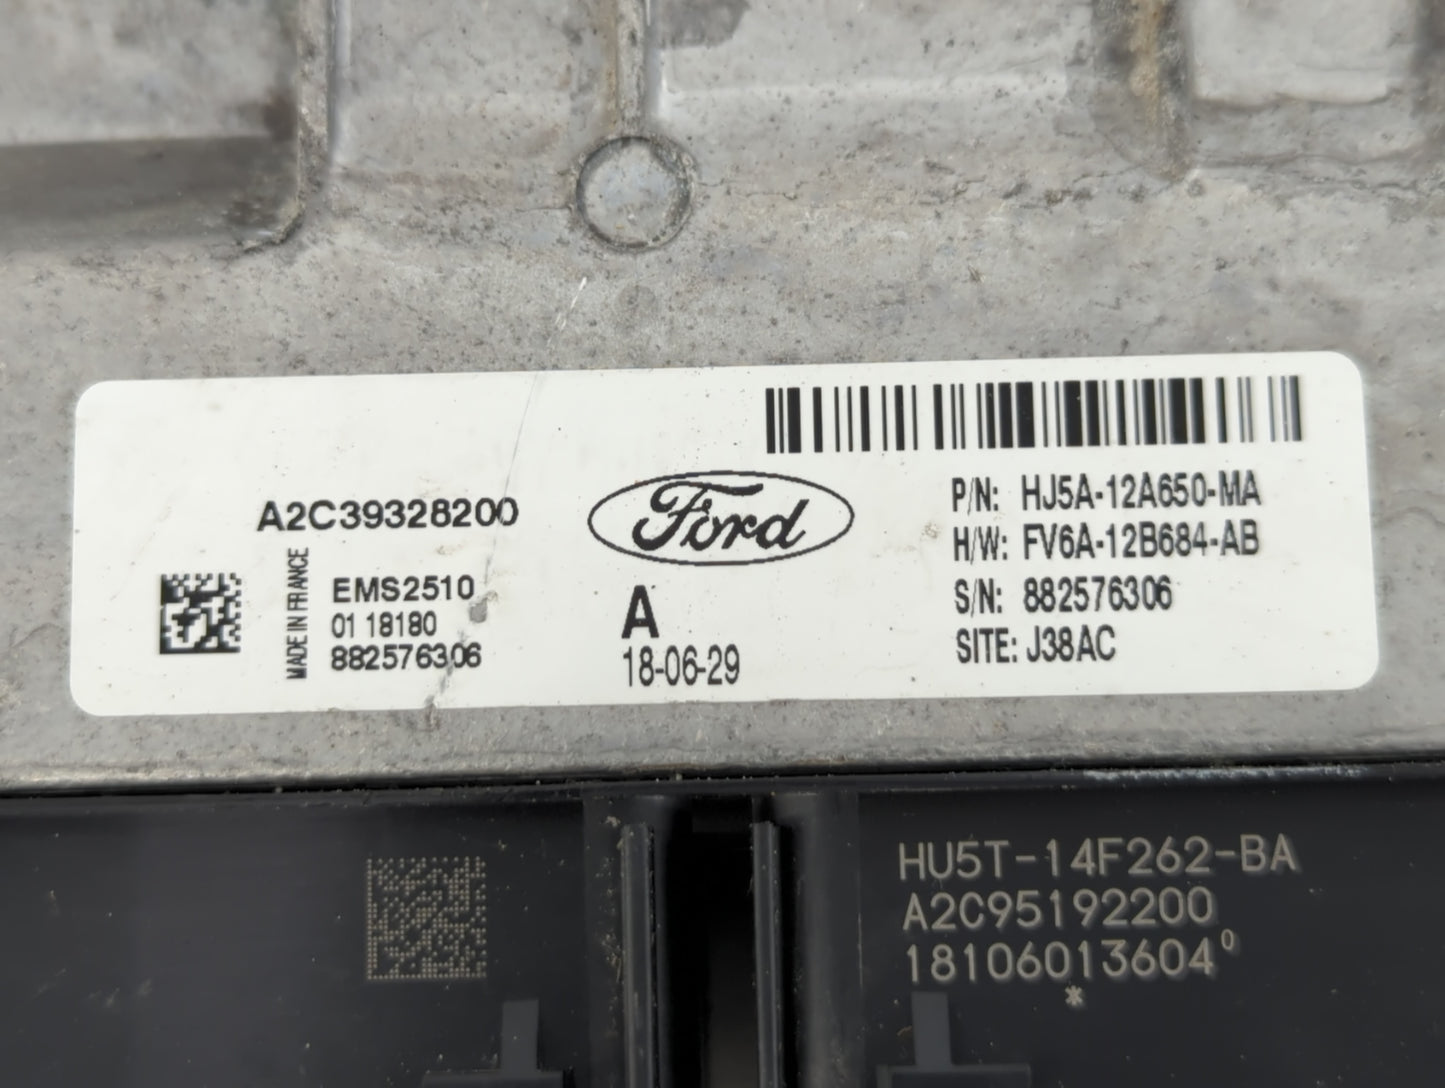 A2C39328200
MADE IN FRANCE
EMS2510
01 18180
882576306
Ford
A
18-06-29
P/N: HJ5A-12A650-MA
H/W: FV6A-12B684-AB
S/N: 882576306
SITE: J38AC
HU5T-14F262-BA
A2C95192200
18106013604⁰
*